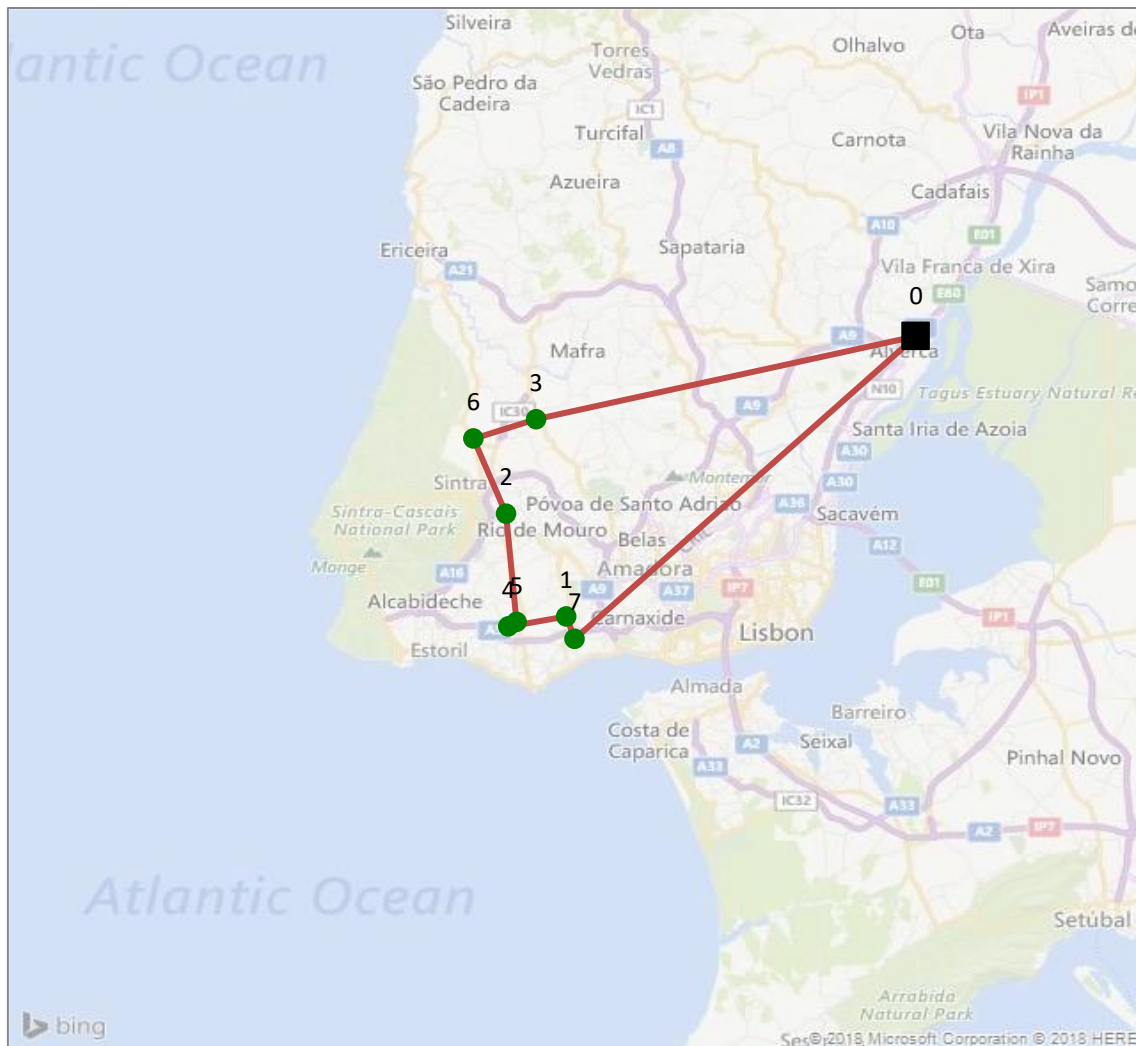 Silveira
Ota
Aveiras de
antic Ocean
Torres
Vedras
Olhalvo
São Pedro da
Cadeira
IC1
IP1
Turcifal
A8
Carnota
Vila Nova da
Rainha
Azueira
Cadafais
A10
E01
Ericeira
Sapataria
A21
Vila Franca de Xira
E80
Samo
Corre
0
A9
Alverca
Mafra
3
N10
Tagus Estuary Natural Re
6
IC30
A9
Santa Iria de Azoia
A30
2
Sintra
Montemor
A30
Póvoa de Santo Adrião
A36
Sintra-Cascais
National Park
Rio de Mouro
Sacavém
Belas
CRIL
A12
Monge
A16
Amadora
E01
5
4
1
A9
A37
IP7
Alcabideche
7
Carnaxide
IP1
Lisbon
Estoril
Almada
Barreiro
Costa de
Caparica
A2
Seixal
Pinhal Novo
A33
IC32
A33
A2
IP7
Atlantic Ocean
Setúbal
Arrabida
Natural Park
bing
Ses
© 2018 Microsoft Corporation © 2018 HERE